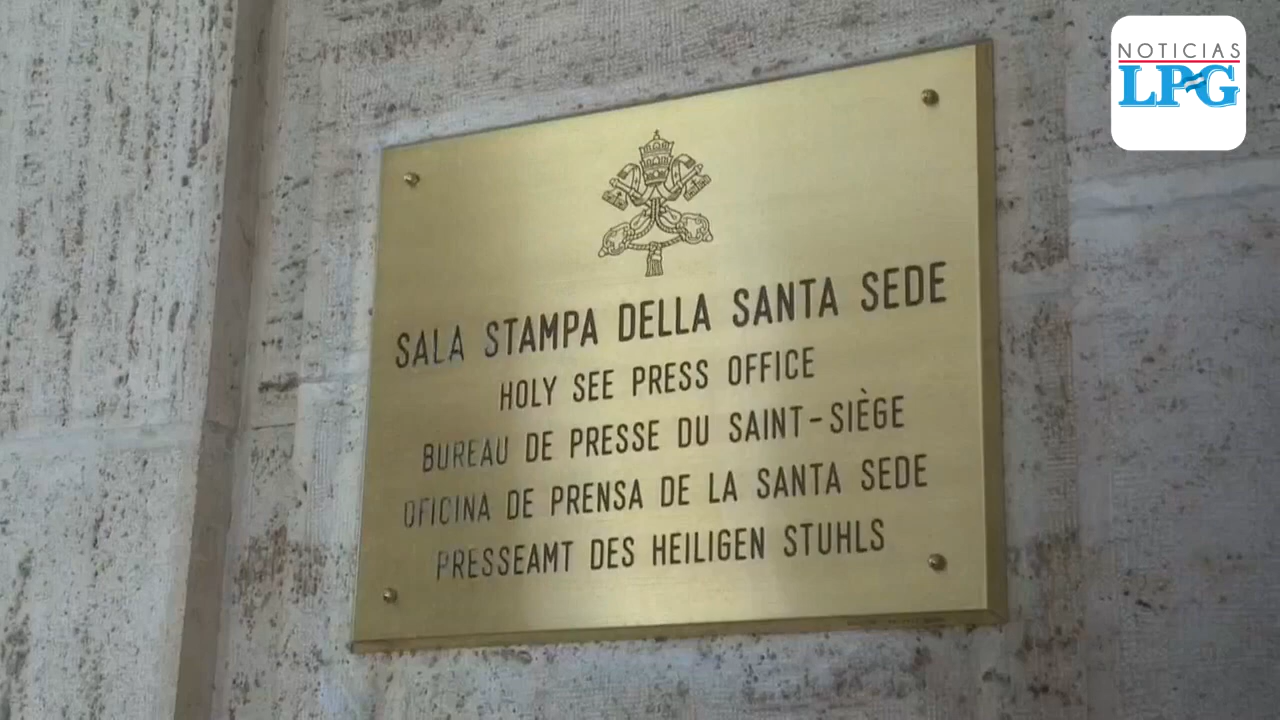 NOTICIAS
LPG
SALA STAMPA DELLA SANTA SEDE
HOLY SEE PRESS OFFICE
BUREAU DE PRESSE DU SAINT-SIÈGE
OFICINA DE PRENSA DE LA SANTA SEDE
PRESSEAMT DES HEILIGEN STUHLS